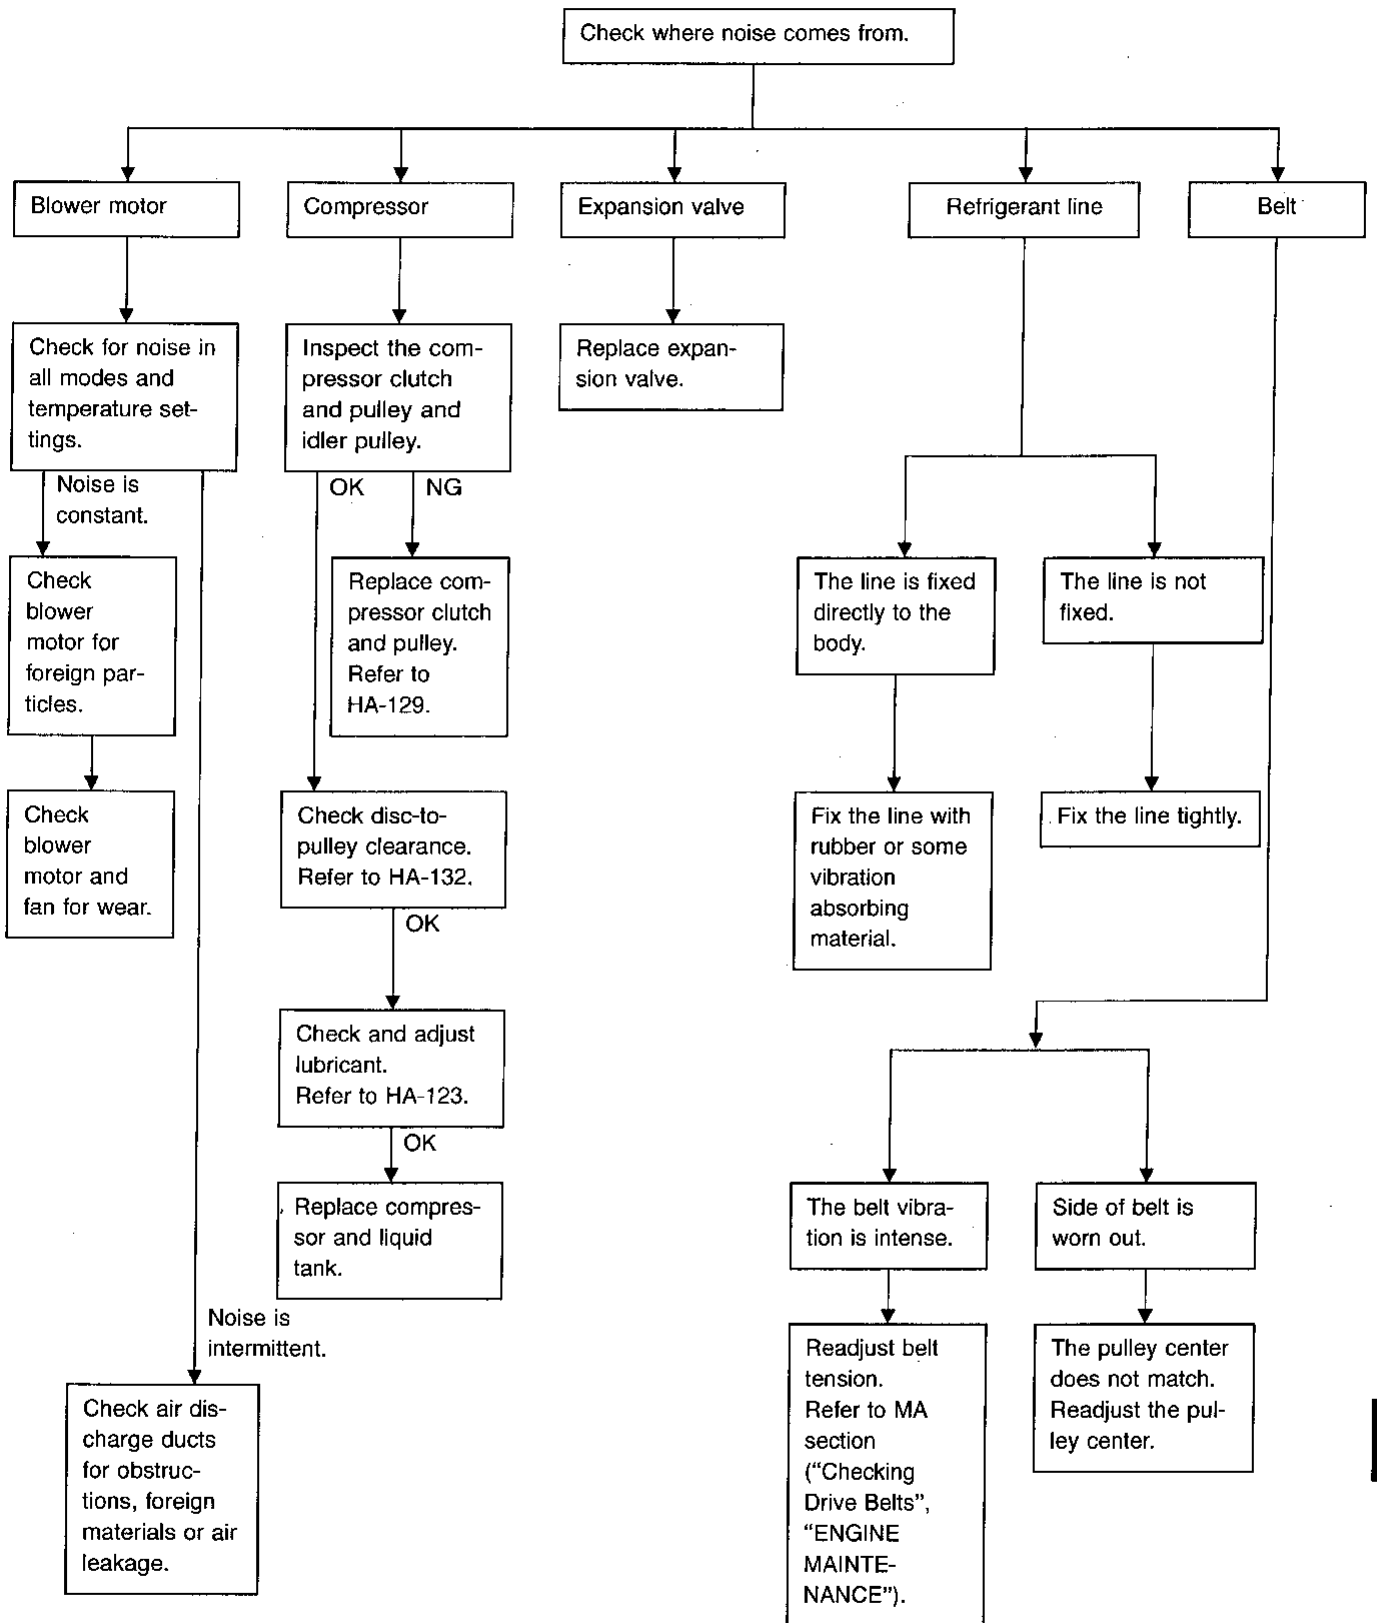 Check where noise comes from.
Blower motor
Compressor
Expansion valve
Refrigerant line
Belt
Check for noise in
all modes and
temperature set-
tings.
Inspect the com-
pressor clutch
and pulley and
idler pulley.
Replace expan-
sion valve.
Noise is
constant.
OK
NG
Check
blower
motor for
foreign par-
ticles.
Replace com-
pressor clutch
and pulley.
Refer to
HA-129.
The line is fixed
directly to the
body.
The line is not
fixed.
Check
blower
motor and
fan for wear.
Check disc-to-
pulley clearance.
Refer to HA-132.
Fix the line with
rubber or some
vibration
absorbing
material.
Fix the line tightly.
OK
Check and adjust
lubricant.
Refer to HA-123.
OK
Replace compres-
sor and liquid
tank.
The belt vibra-
tion is intense.
Side of belt is
worn out.
Noise is
intermittent.
Check air dis-
charge ducts
for obstruc-
tions, foreign
materials or air
leakage.
Readjust belt
tension.
Refer to MA
section
(“Checking
Drive Belts”,
“ENGINE
MAINTE-
NANCE”).
The pulley center
does not match.
Readjust the pul-
ley center.